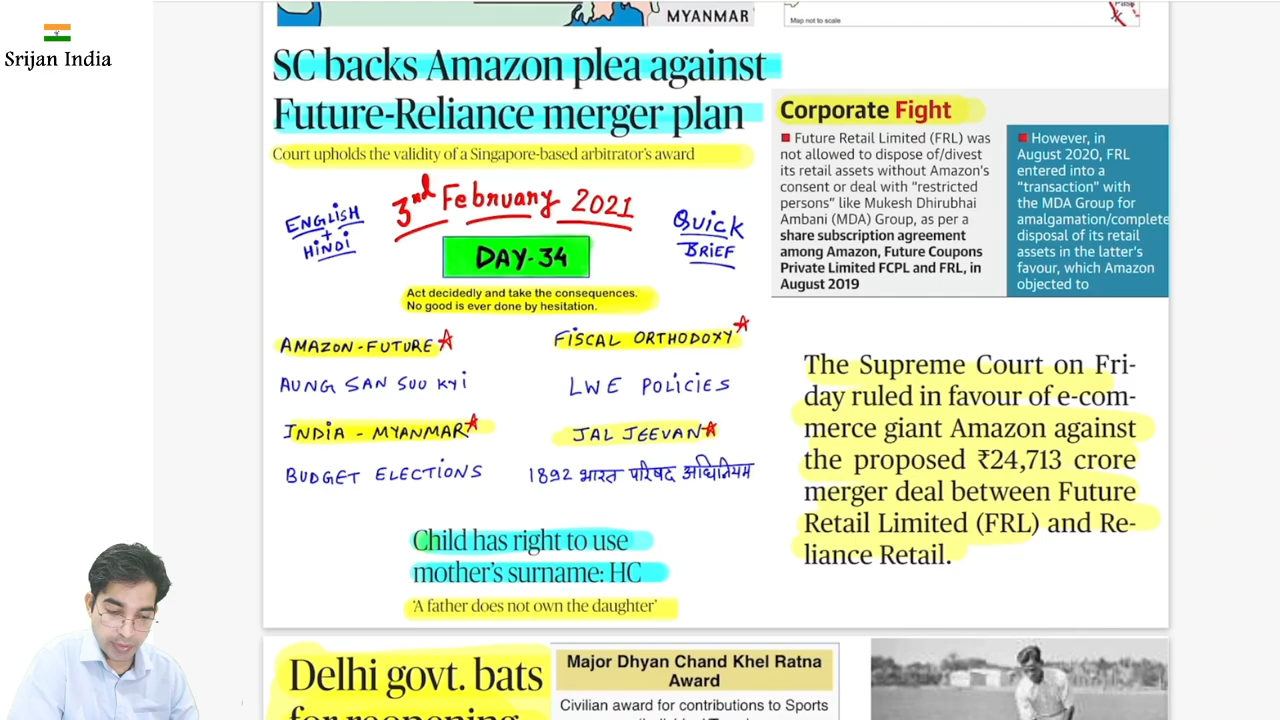 Srijan India
MYANMAR
Map not to scale
SC backs Amazon plea against
Future-Reliance merger plan
Court upholds the validity of a Singapore-based arbitrator's award
3rd February 2021
ENGLISH
+
HINDI
QUICK
BRIEF
DAY-34
Act decidedly and take the consequences.
No good is ever done by hesitation.
AMAZON-FUTURE
FISCAL ORTHODOXY
AUNG SAN SUU KYI
LWE POLICIES
INDIA - MYANMAR
JAL JEEVAN
BUDGET ELECTIONS
1892 भारत परिषद अधिनियम
Child has right to use
mother's surname: HC
'A father does not own the daughter'
Corporate Fight
Future Retail Limited (FRL) was
not allowed to dispose of/divest
its retail assets without Amazon's
consent or deal with "restricted
persons" like Mukesh Dhirubhai
Ambani (MDA) Group, as per a
share subscription agreement
among Amazon, Future Coupons
Private Limited FCPL and FRL, in
August 2019
However, in
August 2020, FRL
entered into a
"transaction" with
the MDA Group for
amalgamation/complete
disposal of its retail
assets in the latter's
favour, which Amazon
objected to
The Supreme Court on Fri-
day ruled in favour of e-com-
merce giant Amazon against
the proposed ₹24,713 crore
merger deal between Future
Retail Limited (FRL) and Re-
liance Retail.
Delhi govt. bats
for reopening
Major Dhyan Chand Khel Ratna
Award
Civilian award for contributions to Sports